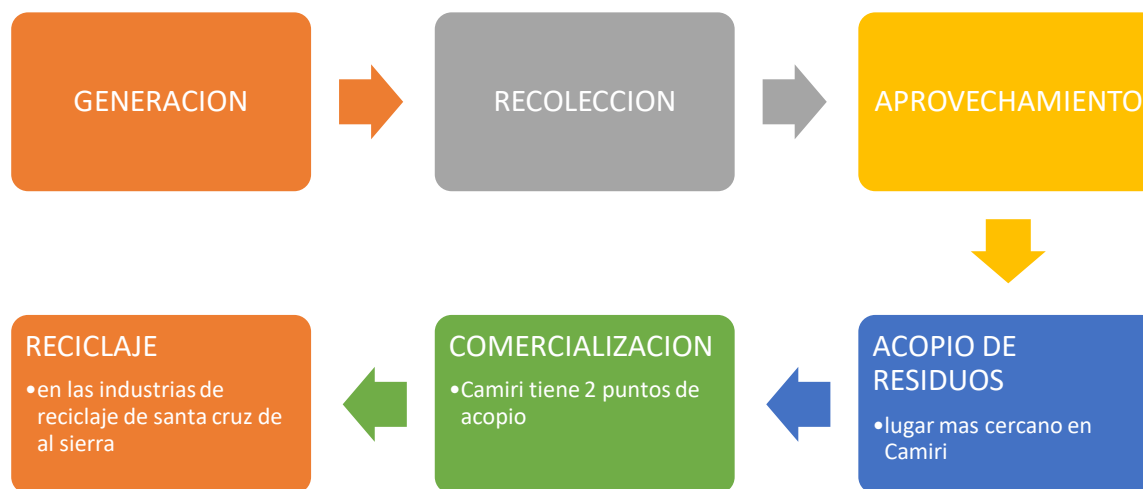 GENERACION
RECOLECCION
APROVECHAMIENTO
ACOPIO DE
RESIDUOS
•lugar mas cercano en
Camiri
COMERCIALIZACION
•Camiri tiene 2 puntos de
acopio
RECICLAJE
•en las industrias de
reciclaje de santa cruz de
al sierra